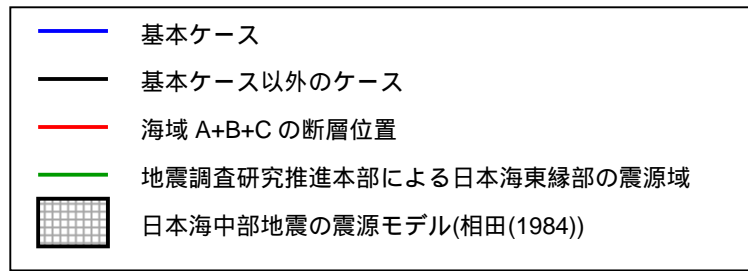 基本ケース
基本ケース以外のケース
海域 A+B+C の断層位置
地震調査研究推進本部による日本海東縁部の震源域
日本海中部地震の震源モデル(相田(1984))